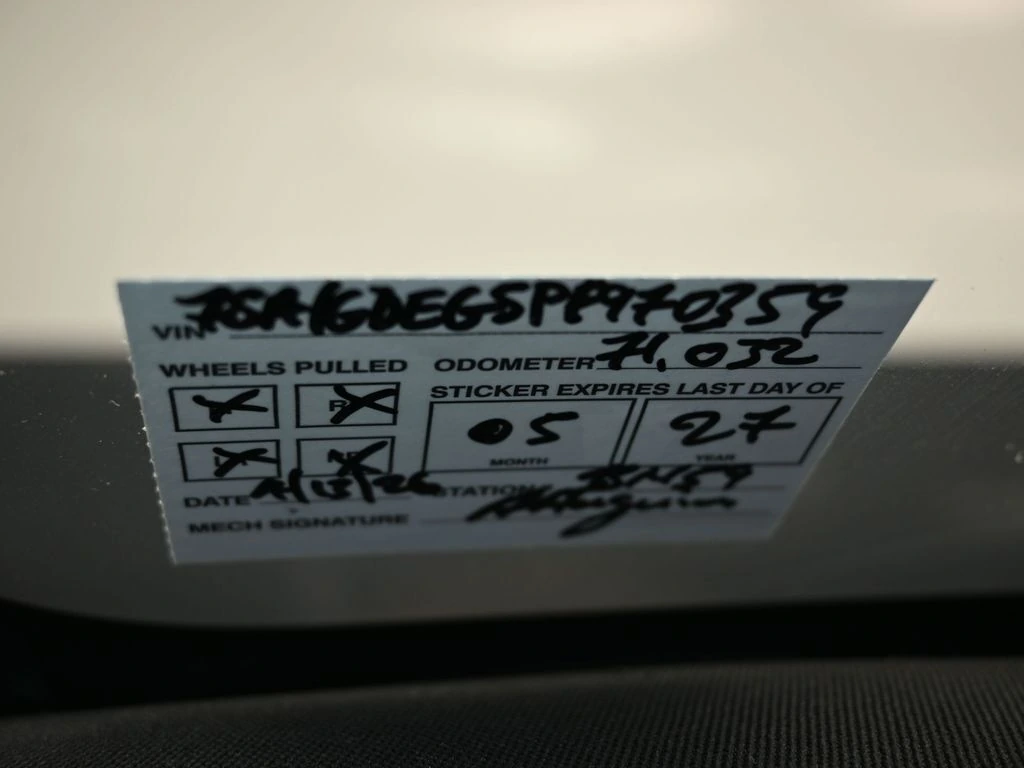 VIN 7SAYGDEG5PF970359
WHEELS PULLED
ODOMETER 71,032
STICKER EXPIRES LAST DAY OF
05 27
MONTH YEAR
DATE STATION
MECH SIGNATURE